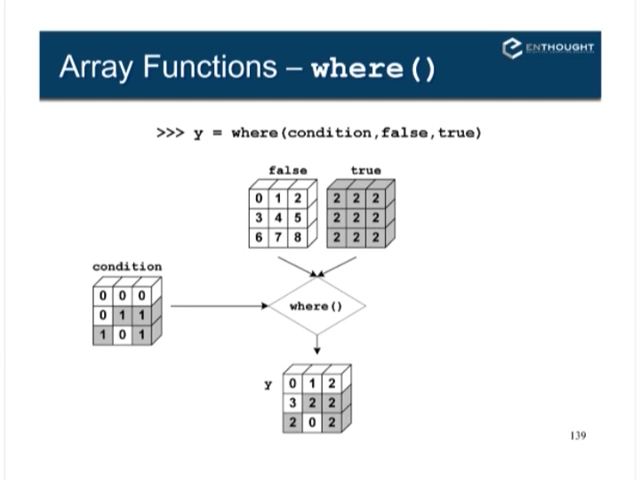 Array Functions – where()
ENTHOUGHT
>>> y = where(condition,false,true)
false true
0 1 2 2 2 2
3 4 5 2 2 2
6 7 8 2 2 2
condition
0 0 0
0 1 1
1 0 1
where()
y 0 1 2
3 2 2
2 0 2
139